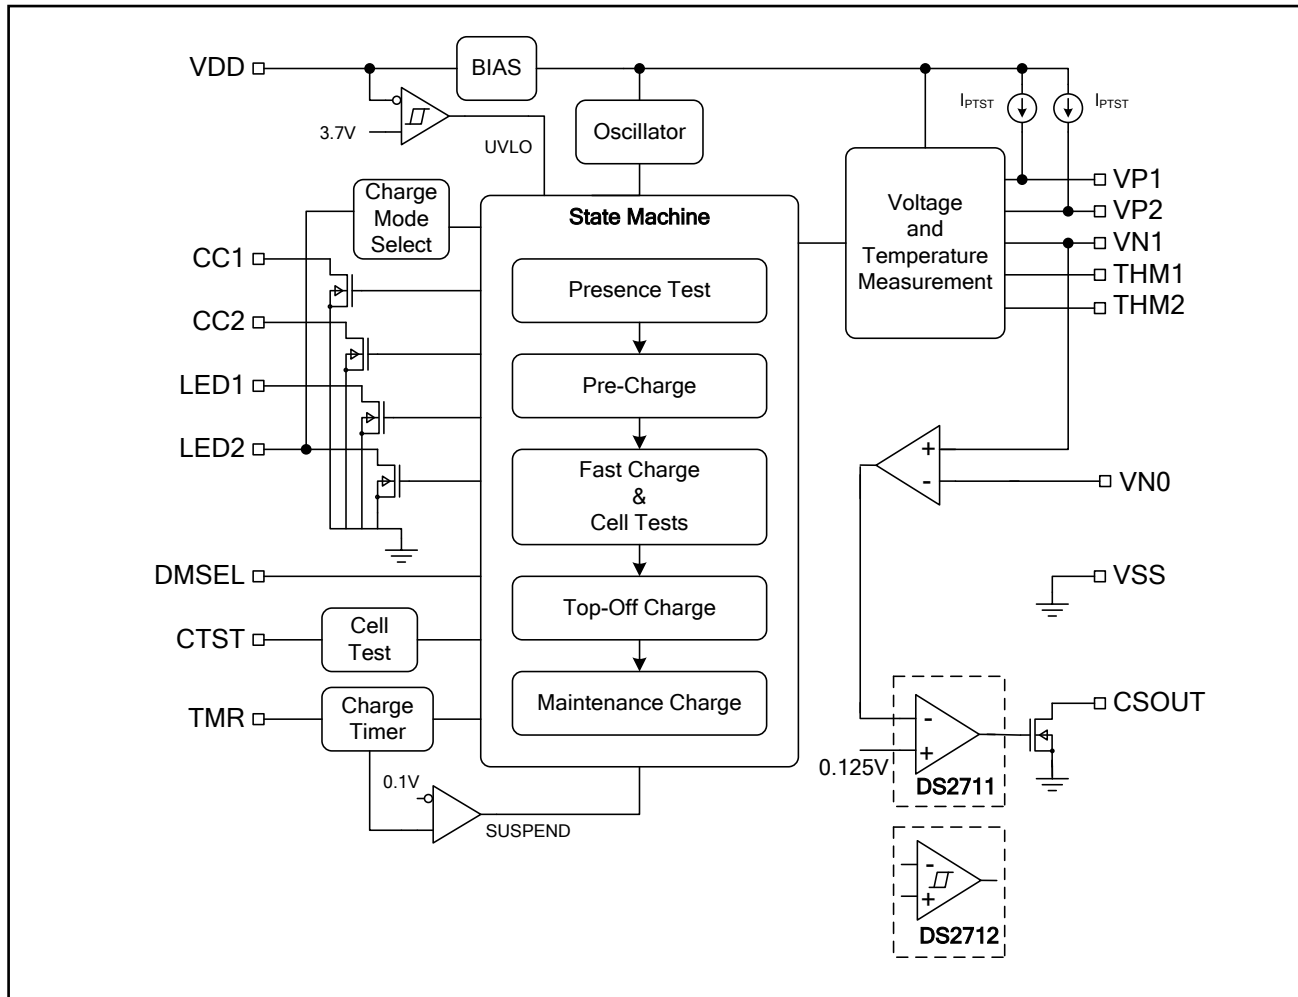 VDD
BIAS
3.7V
UVLO
Oscillator
IPTST
IPTST
Charge
Mode
Select
State Machine
Voltage
and
Temperature
Measurement
VP1
VP2
VN1
THM1
THM2
CC1
CC2
LED1
LED2
Presence Test
Pre-Charge
Fast Charge
&
Cell Tests
Top-Off Charge
Maintenance Charge
+
-
VN0
DMSEL
VSS
CTST
Cell
Test
TMR
Charge
Timer
0.1V
SUSPEND
-
+
0.125V
DS2711
CSOUT
-
+
DS2712